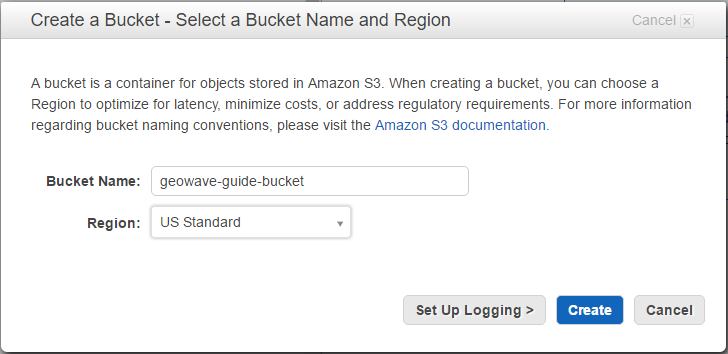 Create a Bucket - Select a Bucket Name and Region Cancel x
A bucket is a container for objects stored in Amazon S3. When creating a bucket, you can choose a
Region to optimize for latency, minimize costs, or address regulatory requirements. For more information
regarding bucket naming conventions, please visit the Amazon S3 documentation.
Bucket Name: geowave-guide-bucket
Region: US Standard
Set Up Logging > Create Cancel